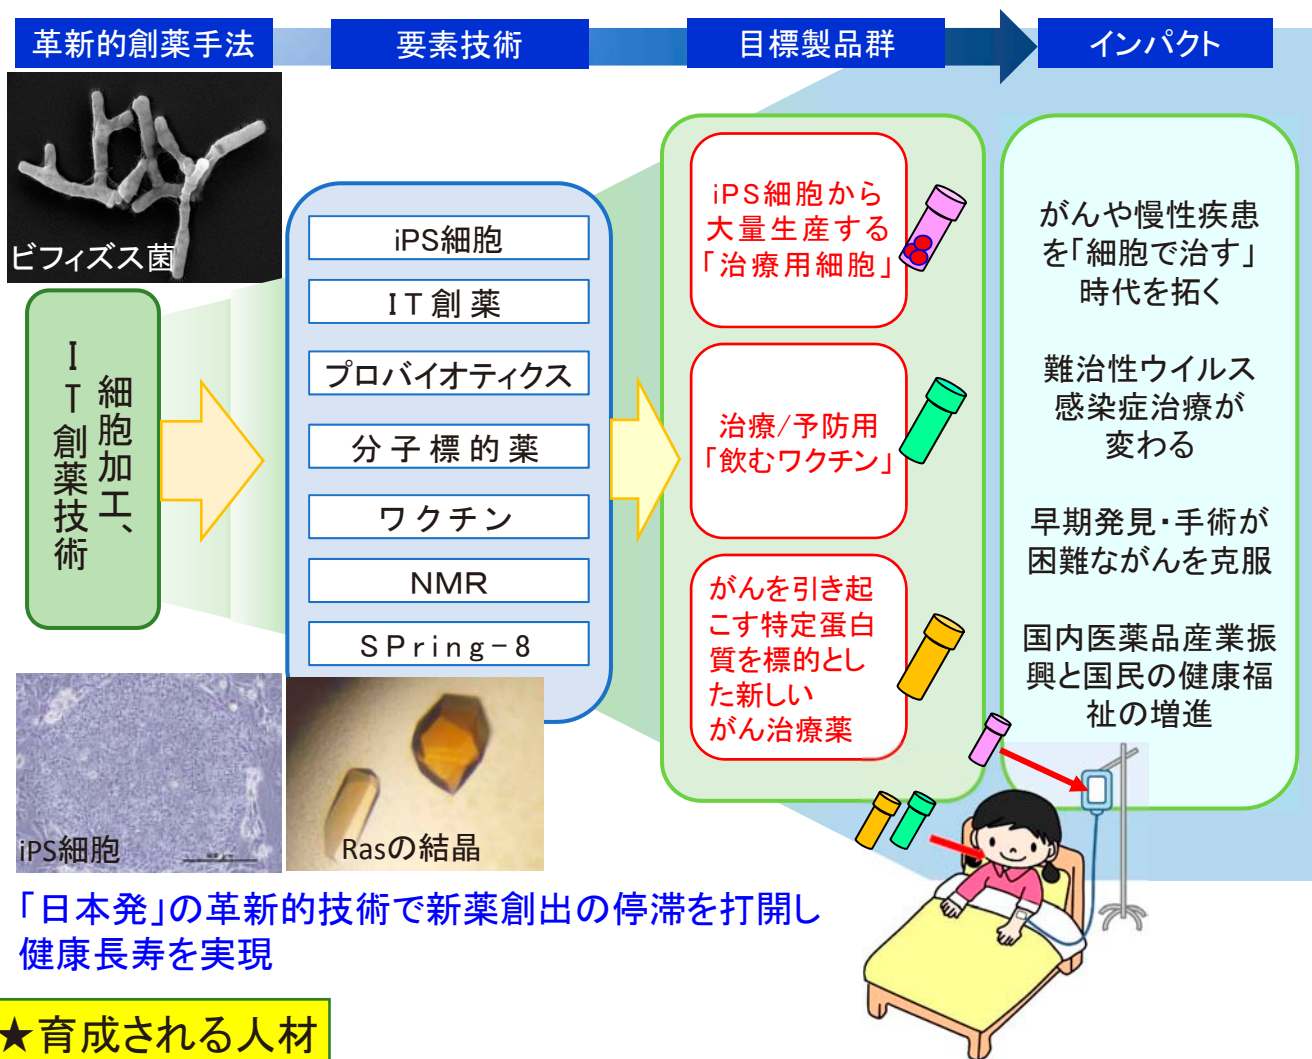 革新的創薬手法
要素技術
目標製品群
インパクト
ビフィズス菌
細胞加工、
IT創薬技術
iPS細胞
IT創薬
プロバイオティクス
分子標的薬
ワクチン
NMR
SPring-8
iPS細胞から
大量生産する
「治療用細胞」
治療/予防用
「飲むワクチン」
がんを引き起
こす特定蛋白
質を標的とし
た新しい
がん治療薬
がんや慢性疾患
を「細胞で治す」
時代を拓く
難治性ウイルス
感染症治療が
変わる
早期発見・手術が
困難ながんを克服
国内医薬品産業振
興と国民の健康福
祉の増進
iPS細胞
Rasの結晶
「日本発」の革新的技術で新薬創出の停滞を打開し
健康長寿を実現
★育成される人材